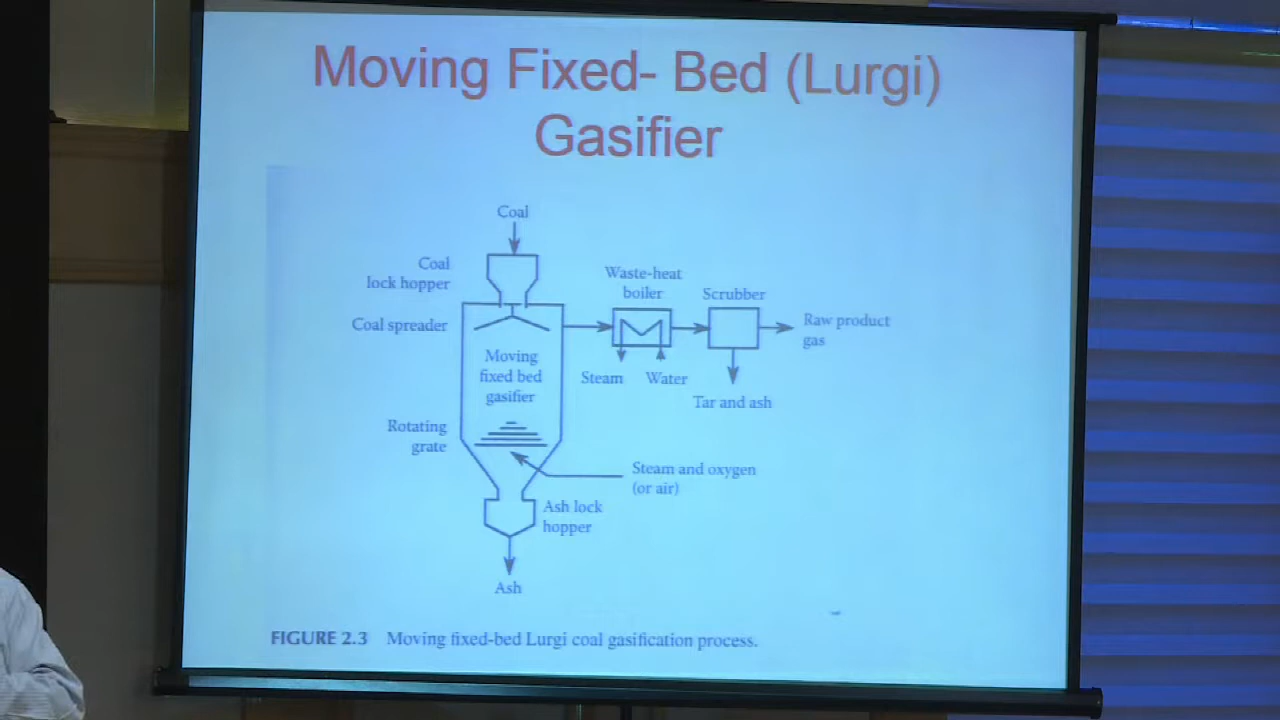 Moving Fixed- Bed (Lurgi)
Gasifier
Coal
Coal
lock hopper
Coal spreader
Waste-heat
boiler
Scrubber
Raw product
gas
Moving
fixed bed
gasifier
Steam
Water
Tar and ash
Rotating
grate
Steam and oxygen
(or air)
Ash lock
hopper
Ash
FIGURE 2.3 Moving fixed-bed Lurgi coal gasification process.